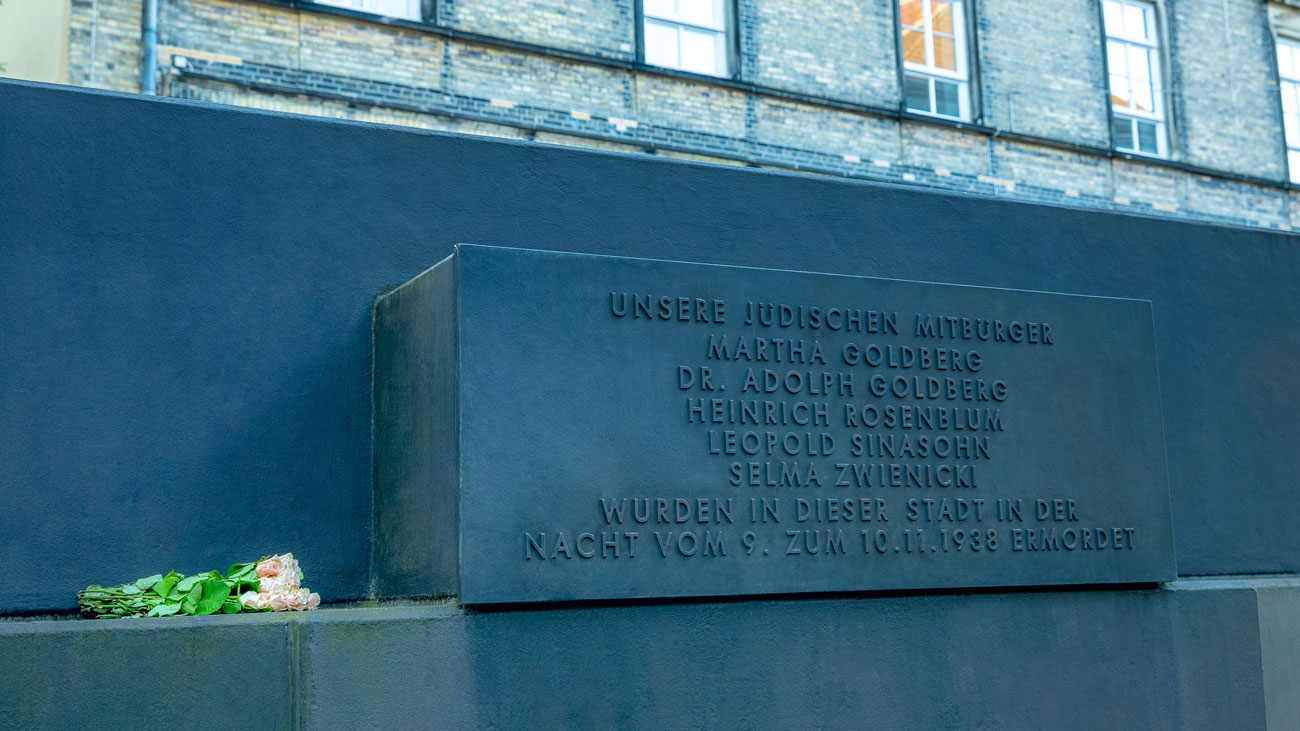 UNSERE JÜDISCHEN MITBÜRGER
MARTHA GOLDBERG
DR. ADOLPH GOLDBERG
HEINRICH ROSENBLUM
LEOPOLD SINASOHN
SELMA ZWIENICKI
WURDEN IN DIESER STADT IN DER
NACHT VOM 9. ZUM 10.11.1938 ERMORDET